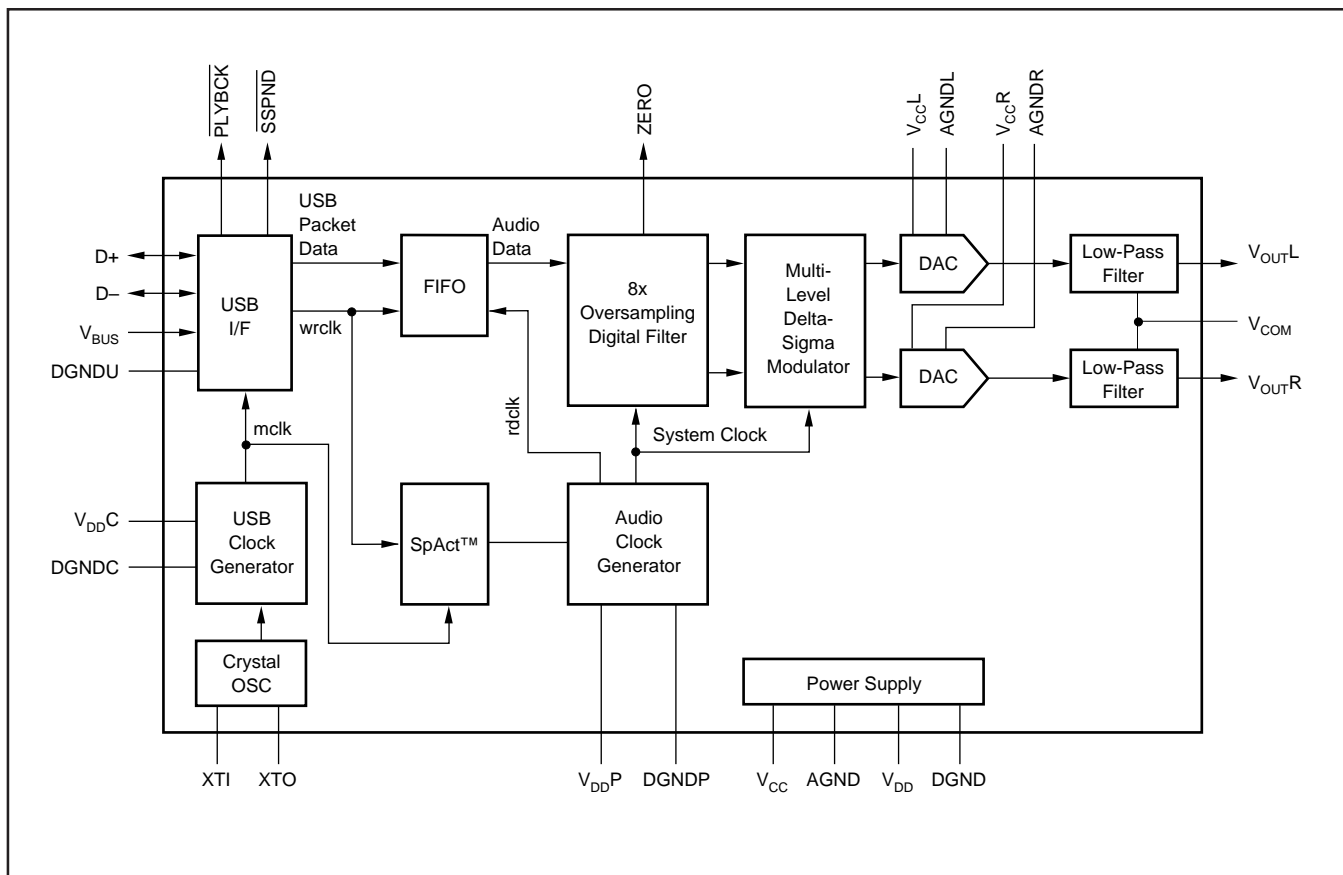 PLYBCK
SSPND
ZERO
VCCL
AGNDL
VCCR
AGNDR
D+
D–
VBUS
DGNDU
USB
I/F
USB
Packet
Data
wrclk
FIFO
Audio
Data
rdclk
8x
Oversampling
Digital Filter
Multi-
Level
Delta-
Sigma
Modulator
DAC
DAC
Low-Pass
Filter
Low-Pass
Filter
VOUTL
VCOM
VOUTR
mclk
System Clock
VDDC
DGNDC
USB
Clock
Generator
SpAct™
Audio
Clock
Generator
Crystal
OSC
Power Supply
XTI
XTO
VDDP
DGNDP
VCC
AGND
VDD
DGND